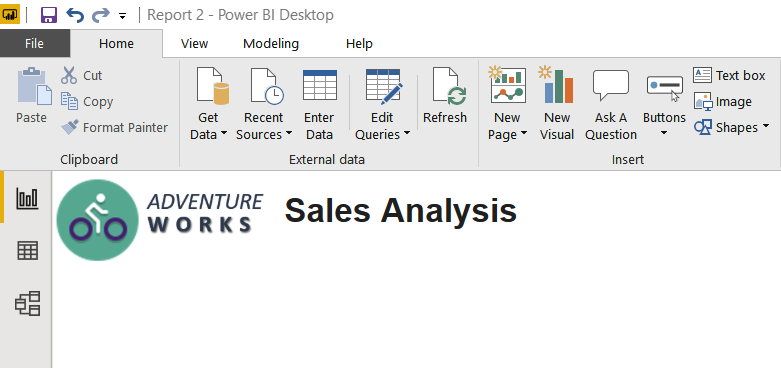 Report 2 - Power BI Desktop
File Home View Modeling Help
Paste
Cut
Copy
Format Painter
Clipboard
Get Data
Recent Sources
Enter Data
Edit Queries
Refresh
External data
New Page
New Visual
Ask A Question
Buttons
Text box
Image
Shapes
Insert
ADVENTURE
WORKS
Sales Analysis